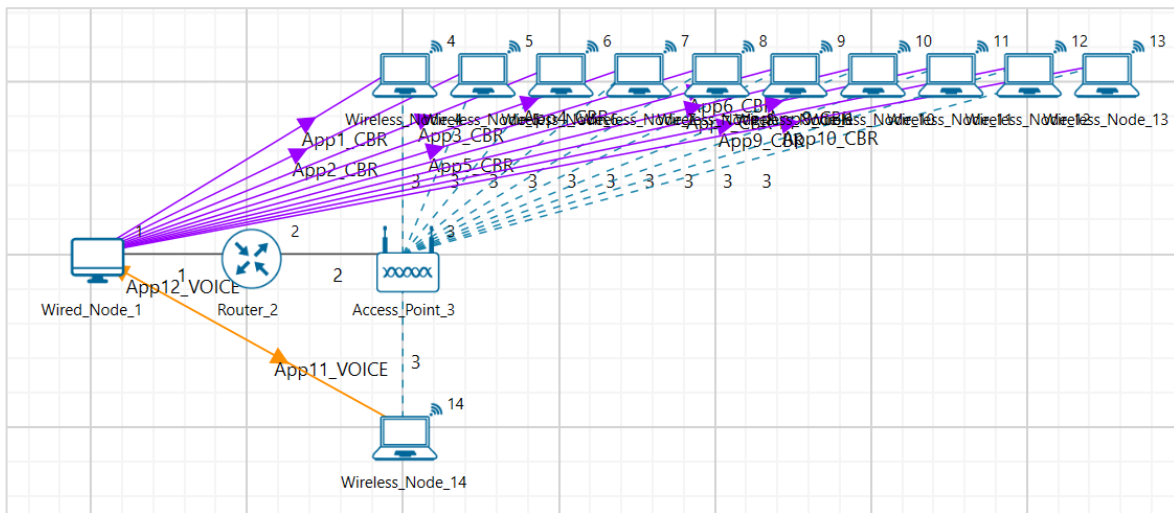 4 5 6 7 8 9 10 11 12 13
Wireless_Node_4
Wireless_Node_13
App1_CBR
App2_CBR
App3_CBR
App5_CBR
App6_CBR
App9_CBR
App10_CBR
3 3 3 3 3 3 3 3 3 3
1 2 3
1 2
Wired_Node_1
Router_2
Access_Point_3
App12_VOICE
3
App11_VOICE
14
Wireless_Node_14